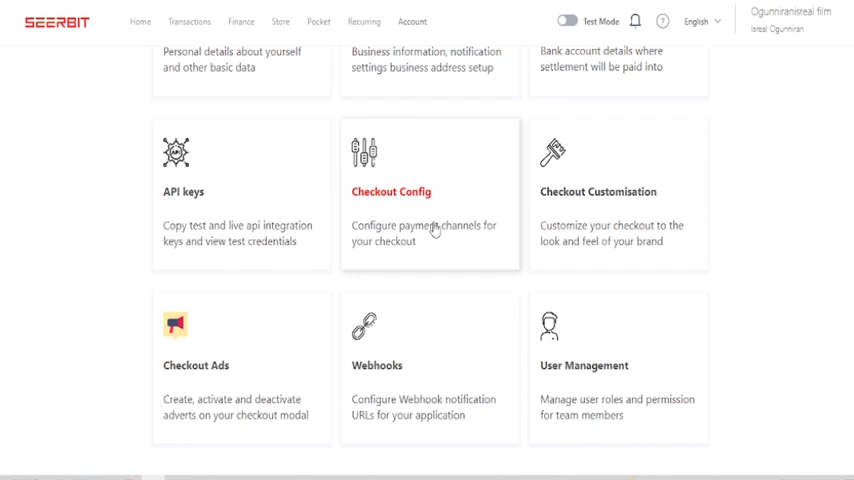 SEERBIT
Home Transactions Finance Store Pocket Recurring Account
Test Mode
?
English
Ogunniranisreal film
Isreal Ogunniran
Personal details about yourself
and other basic data
Business information, notification
settings business address setup
Bank account details where
settlement will be paid into
API
API keys
Copy test and live api integration
keys and view test credentials
Checkout Config
Configure payment channels for
your checkout
Checkout Customisation
Customize your checkout to the
look and feel of your brand
Checkout Ads
Create, activate and deactivate
adverts on your checkout modal
Webhooks
Configure Webhook notification
URLs for your application
User Management
Manage user roles and permission
for team members